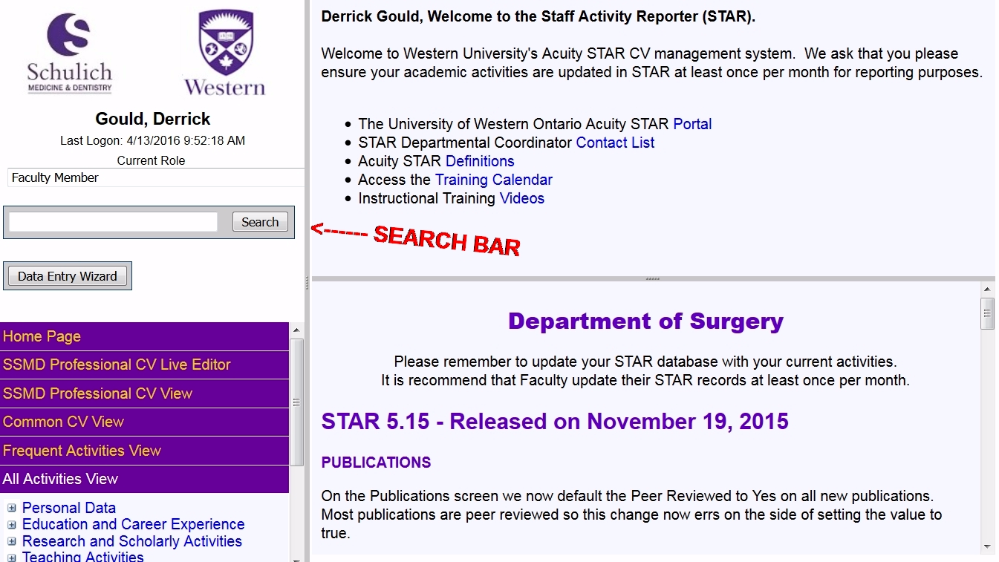 Schulich
MEDICINE & DENTISTRY
Western
Gould, Derrick
Last Logon: 4/13/2016 9:52:18 AM
Current Role
Faculty Member
Search
Data Entry Wizard
Home Page
SSMD Professional CV Live Editor
SSMD Professional CV View
Common CV View
Frequent Activities View
All Activities View
Personal Data
Education and Career Experience
Research and Scholarly Activities
Teaching Activities
Derrick Gould, Welcome to the Staff Activity Reporter (STAR).
Welcome to Western University's Acuity STAR CV management system. We ask that you please
ensure your academic activities are updated in STAR at least once per month for reporting purposes.
• The University of Western Ontario Acuity STAR Portal
• STAR Departmental Coordinator Contact List
• Acuity STAR Definitions
• Access the Training Calendar
• Instructional Training Videos
<------ SEARCH BAR
Department of Surgery
Please remember to update your STAR database with your current activities.
It is recommend that Faculty update their STAR records at least once per month.
STAR 5.15 - Released on November 19, 2015
PUBLICATIONS
On the Publications screen we now default the Peer Reviewed to Yes on all new publications.
Most publications are peer reviewed so this change now errs on the side of setting the value to
true.